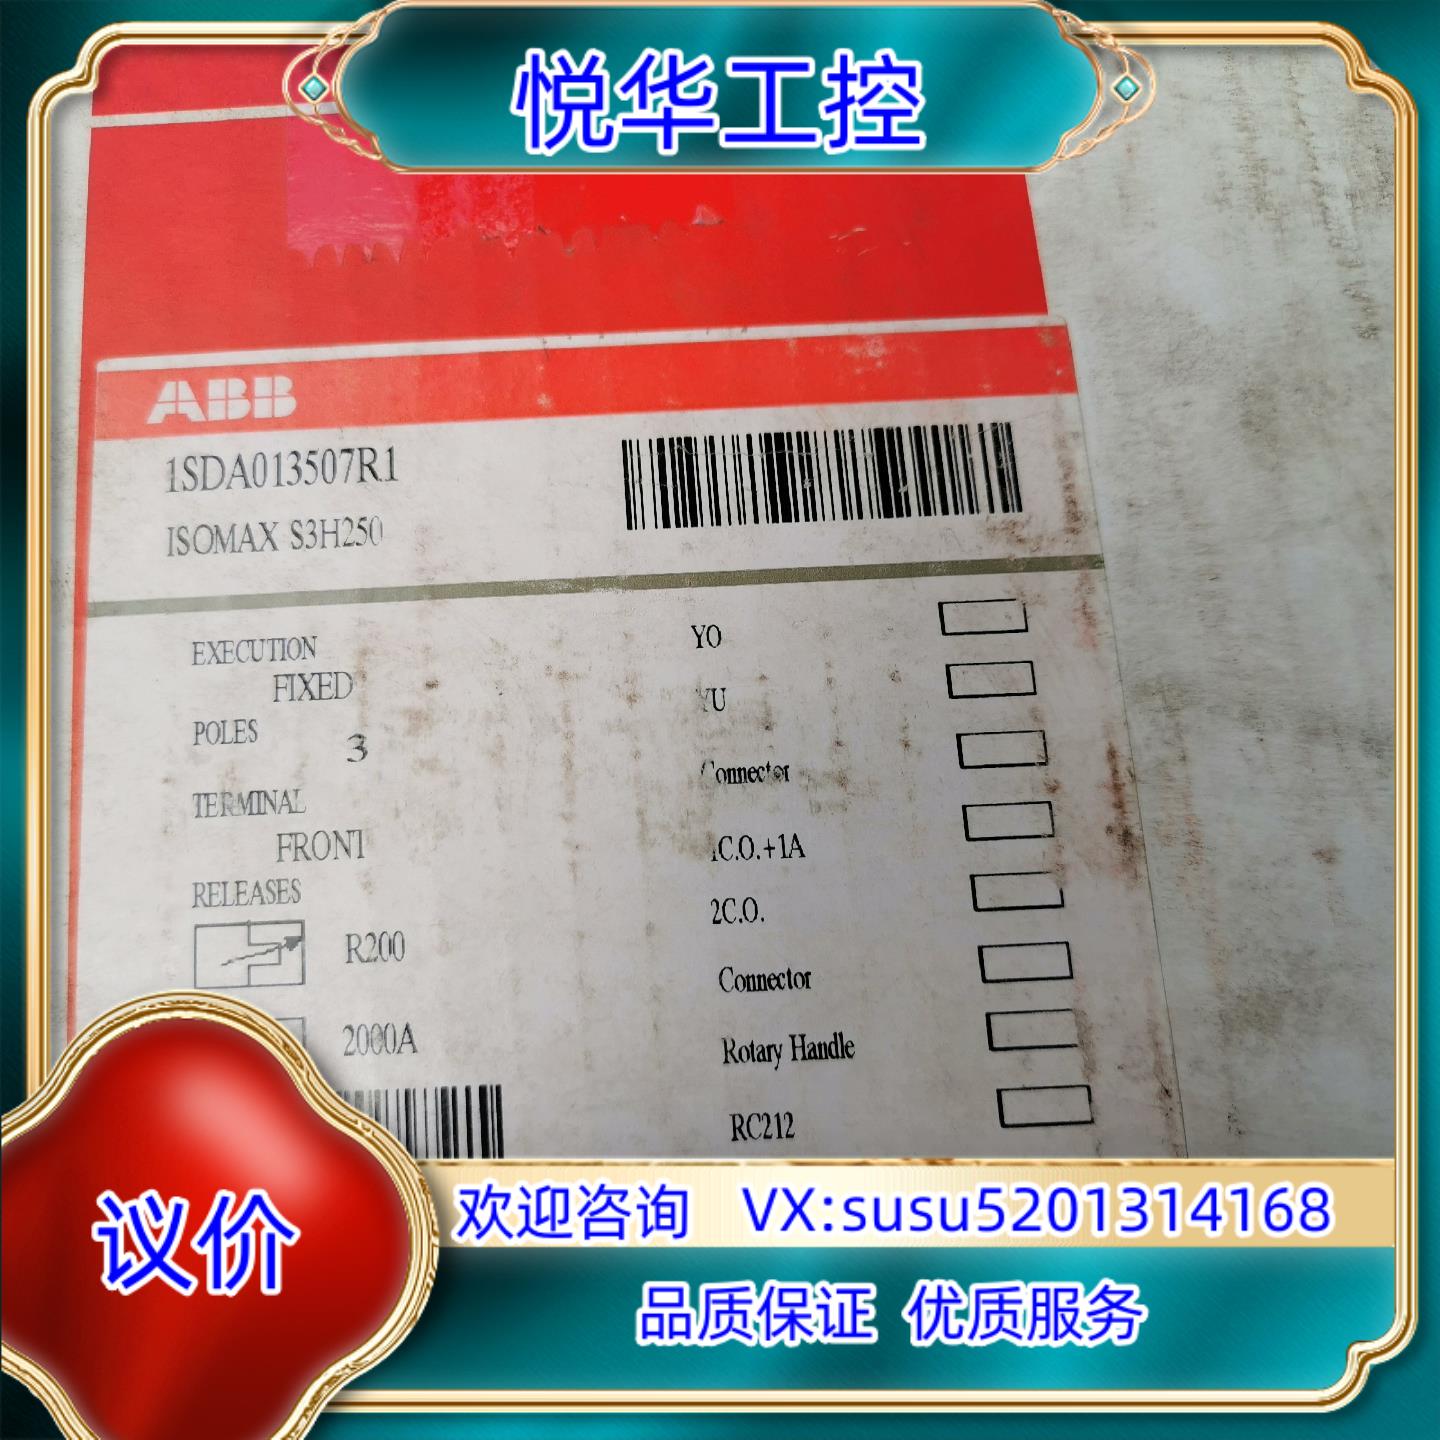 悦华工控
ABB
1SDA013507R1
ISOMAX S3H250
EXECUTION
FIXED
POLES
3
TERMINAL
FRONT
RELEASES
R200
2000A
YO
YU
Connector
1C.O.+1A
2C.O.
Connector
Rotary Handle
RC212
议价
欢迎咨询 VX:susu5201314168
品质保证 优质服务